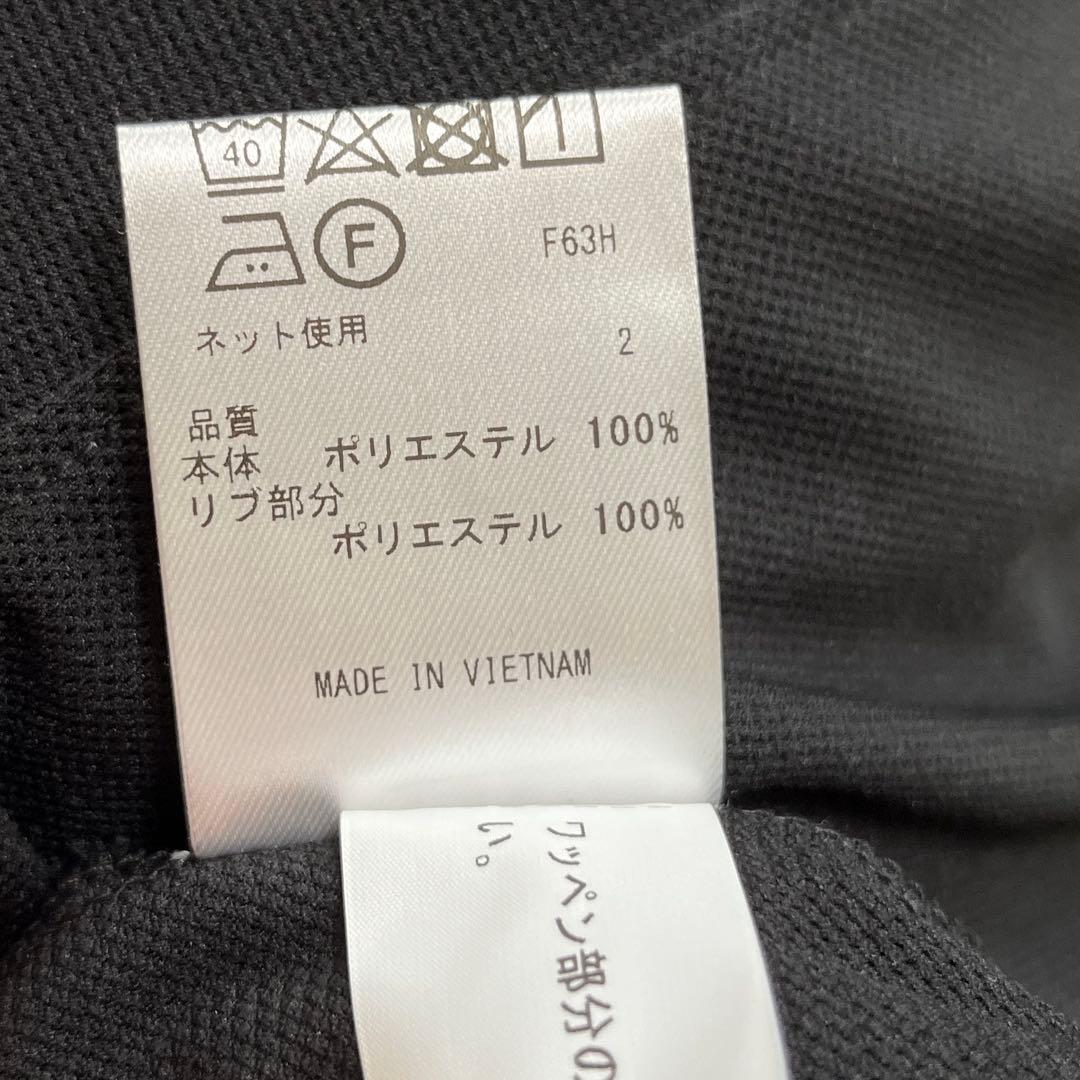 40
F
F63H
ネット使用
2
品質
本体
ポリエステル 100%
リブ部分
ポリエステル 100%
MADE IN VIETNAM
ワッペン部分の
い。